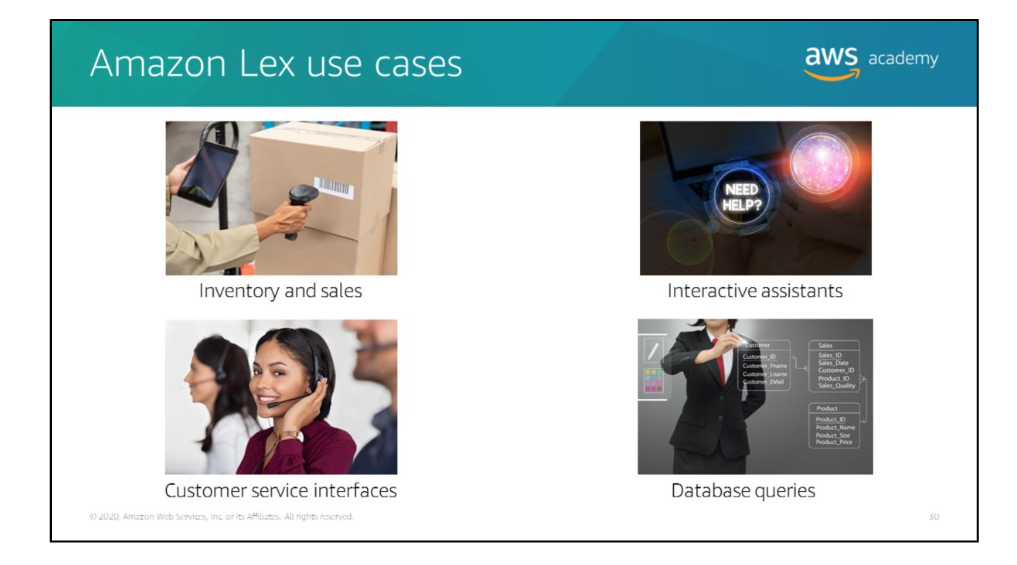 Amazon Lex use cases
aws academy
NEED
HELP?
Inventory and sales
Interactive assistants
Customer
Customer_ID
Customer_Fname
Customer_Lname
Customer_EMail
Sales
Sales_ID
Sales_Date
Customer_ID
Product_ID
Sales_Quality
Product
Product_ID
Product_Name
Product_Size
Product_Price
Customer service interfaces
Database queries
© 2020, Amazon Web Services, Inc. or its Affiliates. All rights reserved.
30